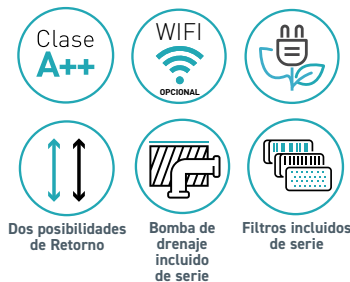 Clase
A++
WIFI
OPCIONAL
Dos posibilidades
de Retorno
Bomba de
drenaje
incluido
de serie
Filtros incluidos
de serie